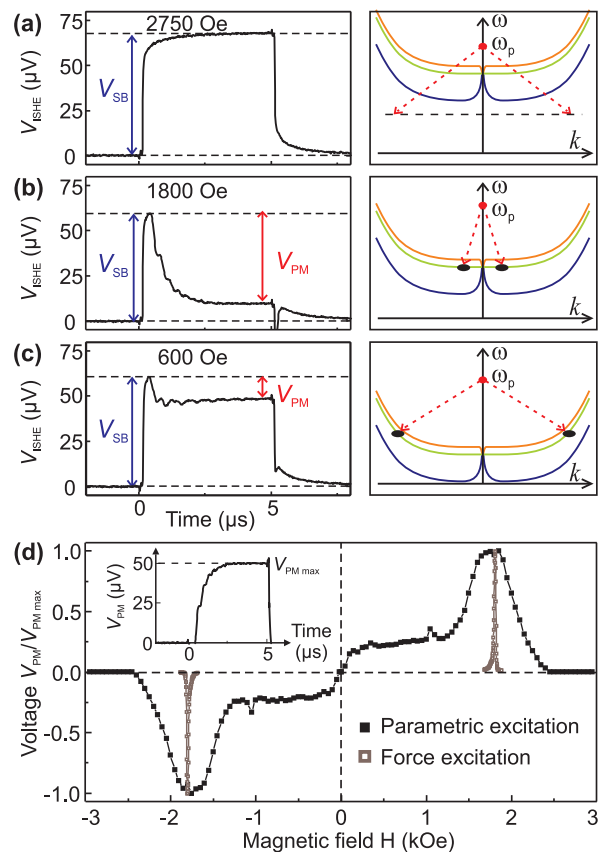 (a)
2750 Oe
75
50
25
0
V_ISHE (µV)
V_SB
ω
ω_p
k
(b)
1800 Oe
75
50
25
0
V_ISHE (µV)
V_SB
V_PM
ω
ω_p
k
(c)
600 Oe
75
50
25
0
V_ISHE (µV)
V_SB
V_PM
0
5
Time (µs)
ω
ω_p
k
(d)
1.0
0.5
0.0
-0.5
-1.0
Voltage V_PM/V_PM max
50
25
0
V_PM (µV)
V_PM max
0
5
Time
(µs)
Parametric excitation
Force excitation
-3
-2
-1
0
1
2
3
Magnetic field H (kOe)